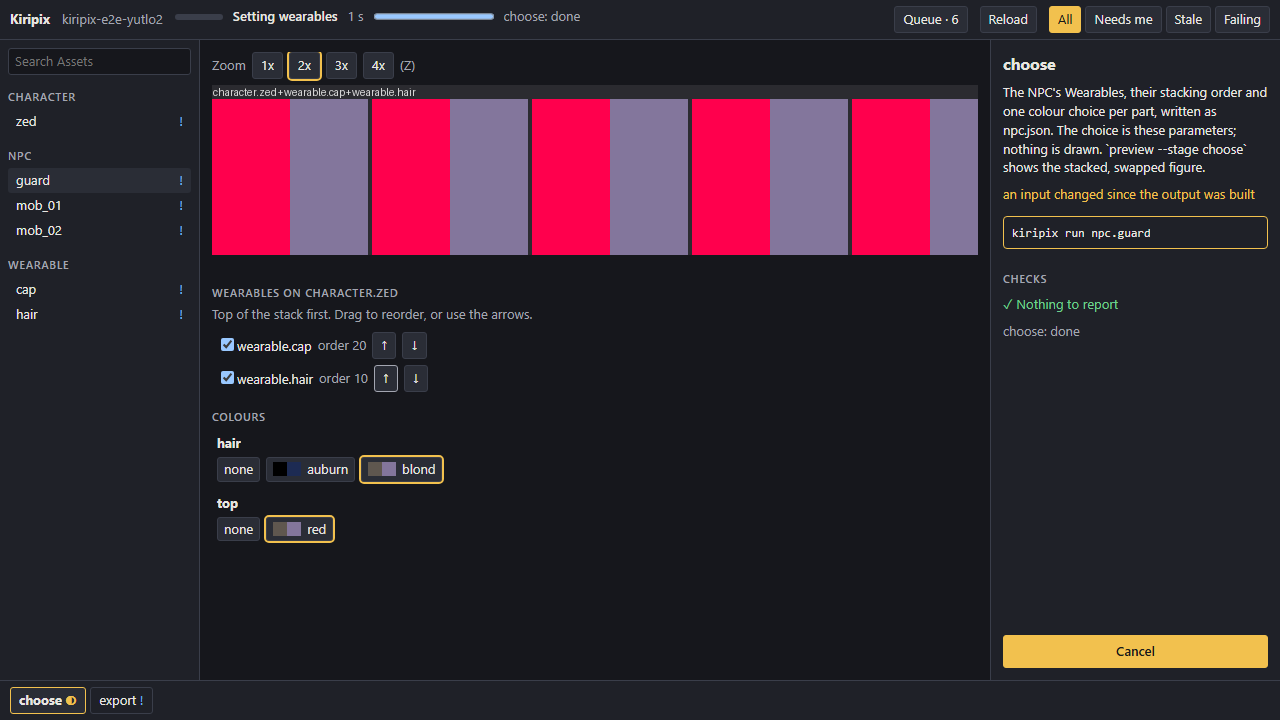 Kiripix kiripix-e2e-yutlo2 Setting wearables 1 s choose: done Queue · 6 Reload All Needs me Stale Failing
Search Assets
CHARACTER
zed !
NPC
guard !
mob_01 !
mob_02 !
WEARABLE
cap !
hair !
Zoom 1x 2x 3x 4x (Z)
character.zed+wearable.cap+wearable.hair
WEARABLES ON CHARACTER.ZED
Top of the stack first. Drag to reorder, or use the arrows.
wearable.cap order 20 ↑ ↓
wearable.hair order 10 ↑ ↓
COLOURS
hair
none auburn blond
top
none red
choose
The NPC's Wearables, their stacking order and
one colour choice per part, written as
npc.json. The choice is these parameters;
nothing is drawn. `preview --stage choose`
shows the stacked, swapped figure.
an input changed since the output was built
kiripix run npc.guard
CHECKS
✓ Nothing to report
choose: done
Cancel
choose export !